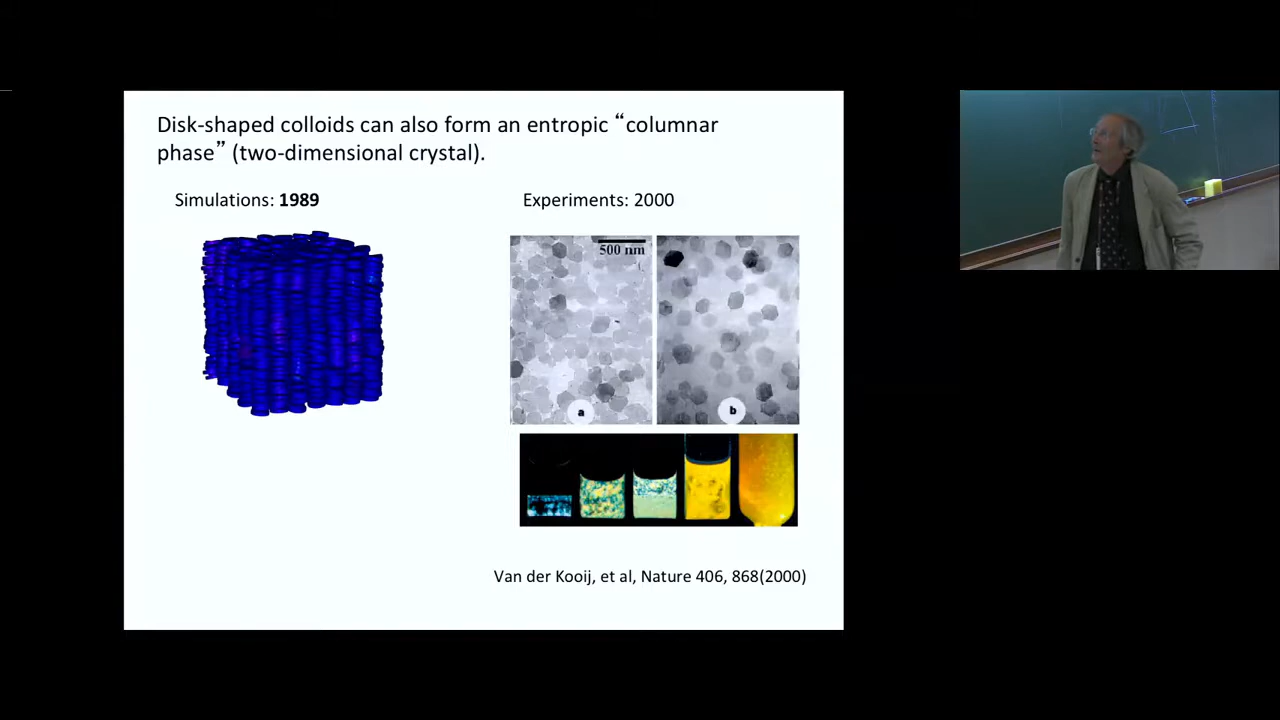 Disk-shaped colloids can also form an entropic “columnar
phase” (two-dimensional crystal).
Simulations: 1989
Experiments: 2000
500 nm
a
b
Van der Kooij, et al, Nature 406, 868(2000)